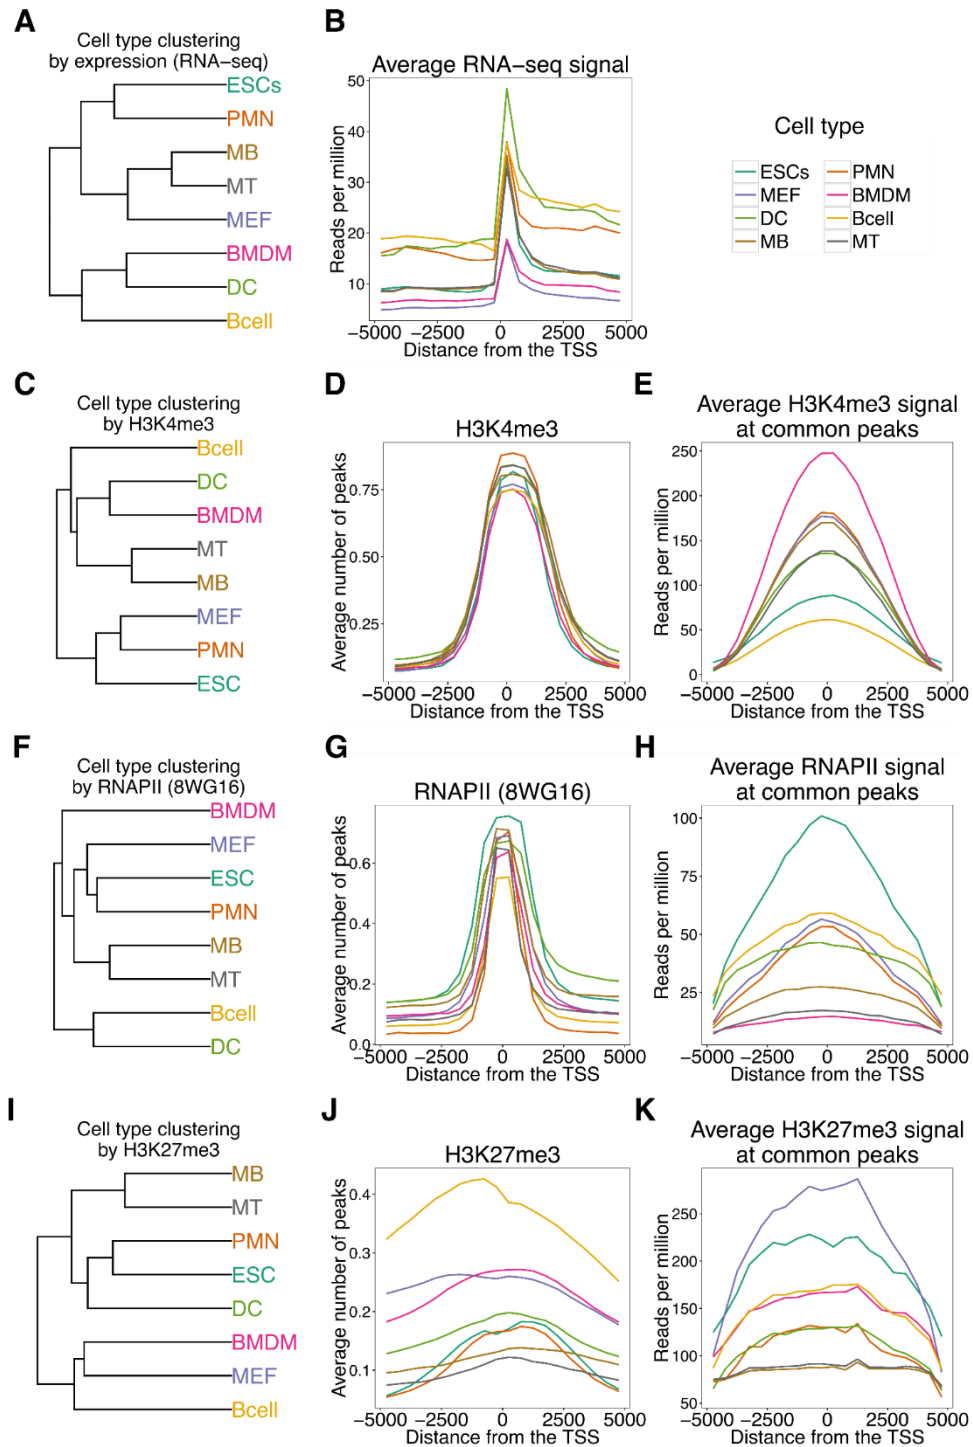 A
Cell type clustering
by expression (RNA−seq)
ESCs
PMN
MB
MT
MEF
BMDM
DC
Bcell
B
Average RNA−seq signal
Reads per million
50
40
30
20
10
−5000 −2500 0 2500 5000
Distance from the TSS
Cell type
ESCs PMN
MEF BMDM
DC Bcell
MB MT
C
Cell type clustering
by H3K4me3
Bcell
DC
BMDM
MT
MB
MEF
PMN
ESC
D
H3K4me3
Average number of peaks
0.75
0.50
0.25
−5000 −2500 0 2500 5000
Distance from the TSS
E
Average H3K4me3 signal
at common peaks
Reads per million
250
200
150
100
50
0
−5000 −2500 0 2500 5000
Distance from the TSS
F
Cell type clustering
by RNAPII (8WG16)
BMDM
MEF
ESC
PMN
MB
MT
Bcell
DC
G
RNAPII (8WG16)
Average number of peaks
0.6
0.4
0.2
0.0
−5000 −2500 0 2500 5000
Distance from the TSS
H
Average RNAPII signal
at common peaks
Reads per million
100
75
50
25
−5000 −2500 0 2500 5000
Distance from the TSS
I
Cell type clustering
by H3K27me3
MB
MT
PMN
ESC
DC
BMDM
MEF
Bcell
J
H3K27me3
Average number of peaks
0.4
0.3
0.2
0.1
−5000 −2500 0 2500 5000
Distance from the TSS
K
Average H3K27me3 signal
at common peaks
Reads per million
250
200
150
100
50
−5000 −2500 0 2500 5000
Distance from the TSS